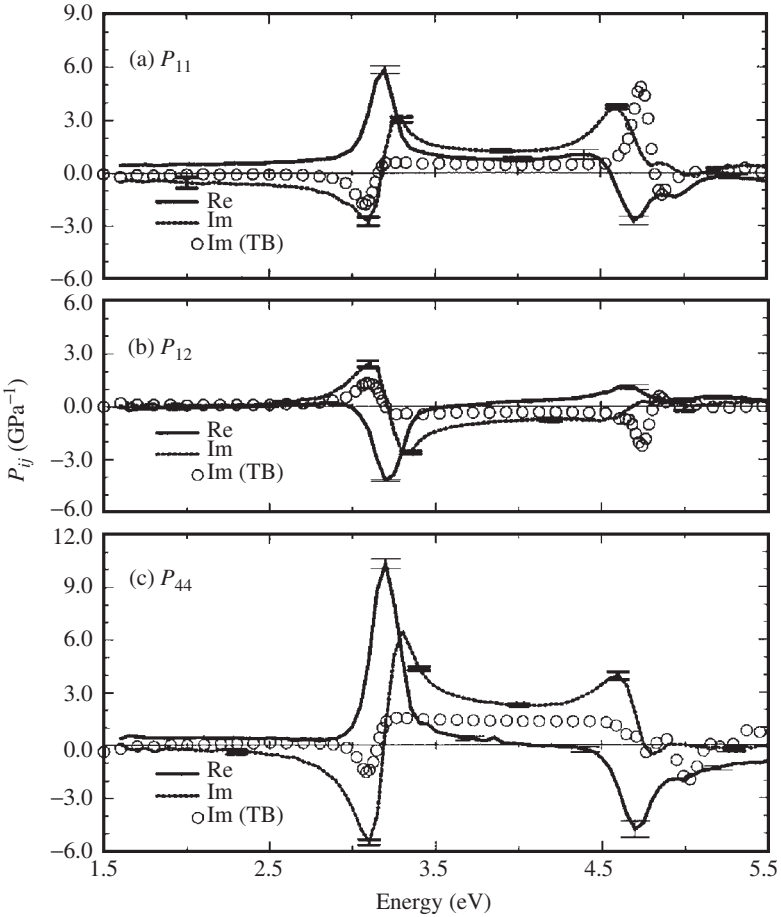 9.0
(a) P₁₁
6.0
3.0
0.0
−3.0
−6.0
Re
Im
Im (TB)
6.0
(b) P₁₂
3.0
0.0
−3.0
−6.0
Re
Im
Im (TB)
P_ij (GPa⁻¹)
12.0
(c) P₄₄
9.0
6.0
3.0
0.0
−3.0
−6.0
Re
Im
Im (TB)
1.5 2.5 3.5 4.5 5.5
Energy (eV)